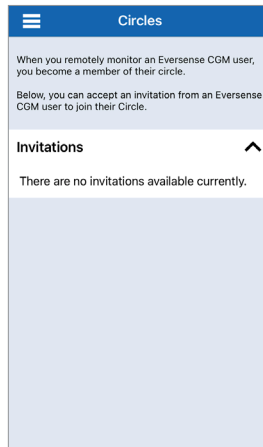 Circles
When you remotely monitor an Eversense CGM user,
you become a member of their circle.
Below, you can accept an invitation from an Eversense
CGM user to join their Circle.
Invitations
There are no invitations available currently.